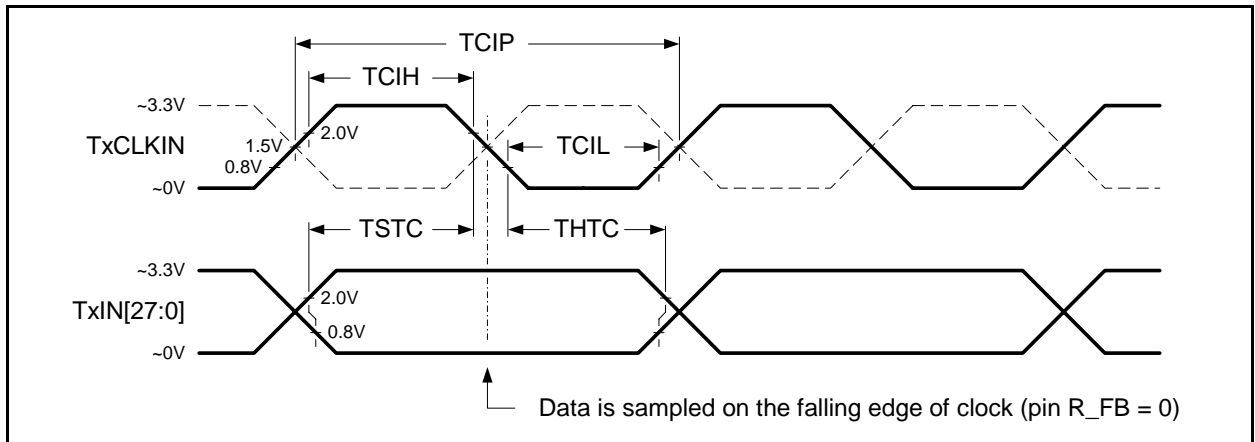 TCIP
TCIH
~3.3V
2.0V
TxCLKIN
1.5V
TCIL
0.8V
~0V
TSTC
THTC
~3.3V
2.0V
TxIN[27:0]
0.8V
~0V
Data is sampled on the falling edge of clock (pin R_FB = 0)